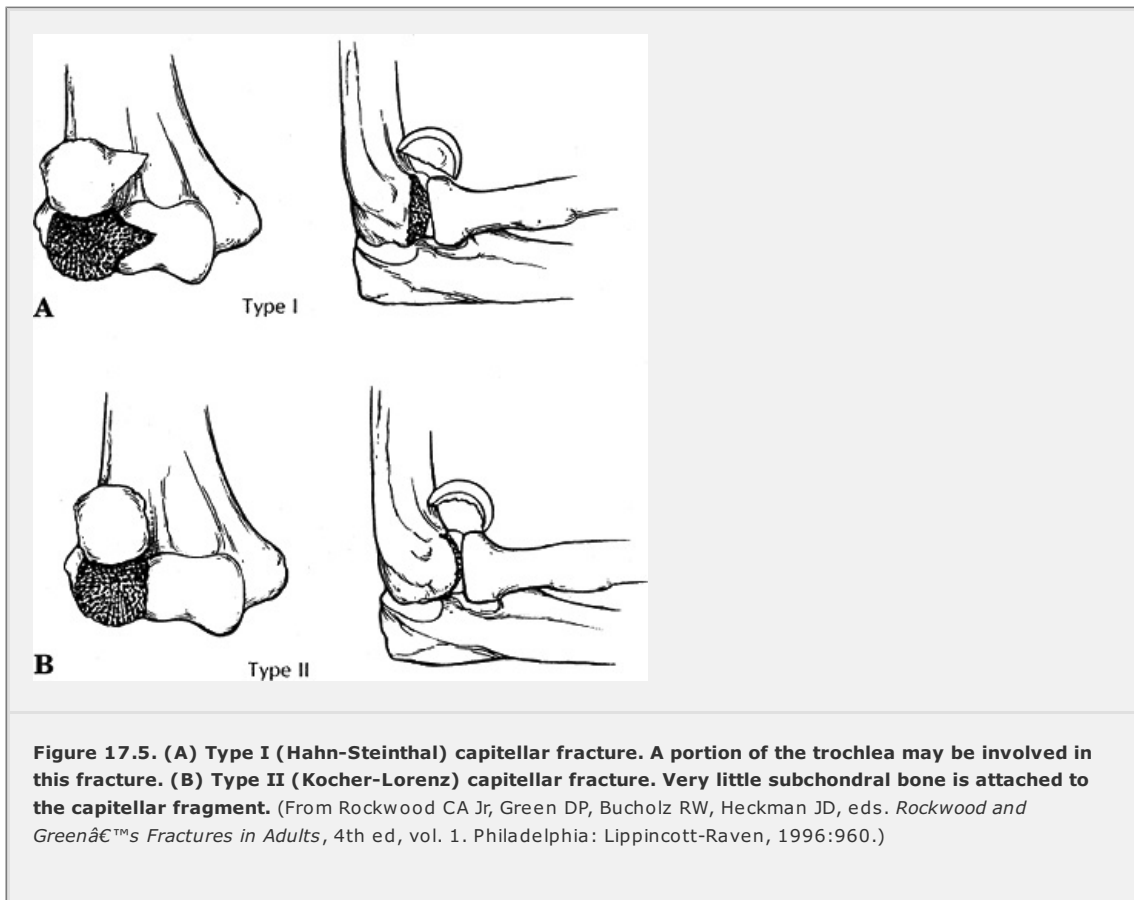 A
Type I
B
Type II
Figure 17.5. (A) Type I (Hahn-Steinthal) capitellar fracture. A portion of the trochlea may be involved in
this fracture. (B) Type II (Kocher-Lorenz) capitellar fracture. Very little subchondral bone is attached to
the capitellar fragment. (From Rockwood CA Jr, Green DP, Bucholz RW, Heckman JD, eds. Rockwood and
Greenâ€™s Fractures in Adults, 4th ed, vol. 1. Philadelphia: Lippincott-Raven, 1996:960.)